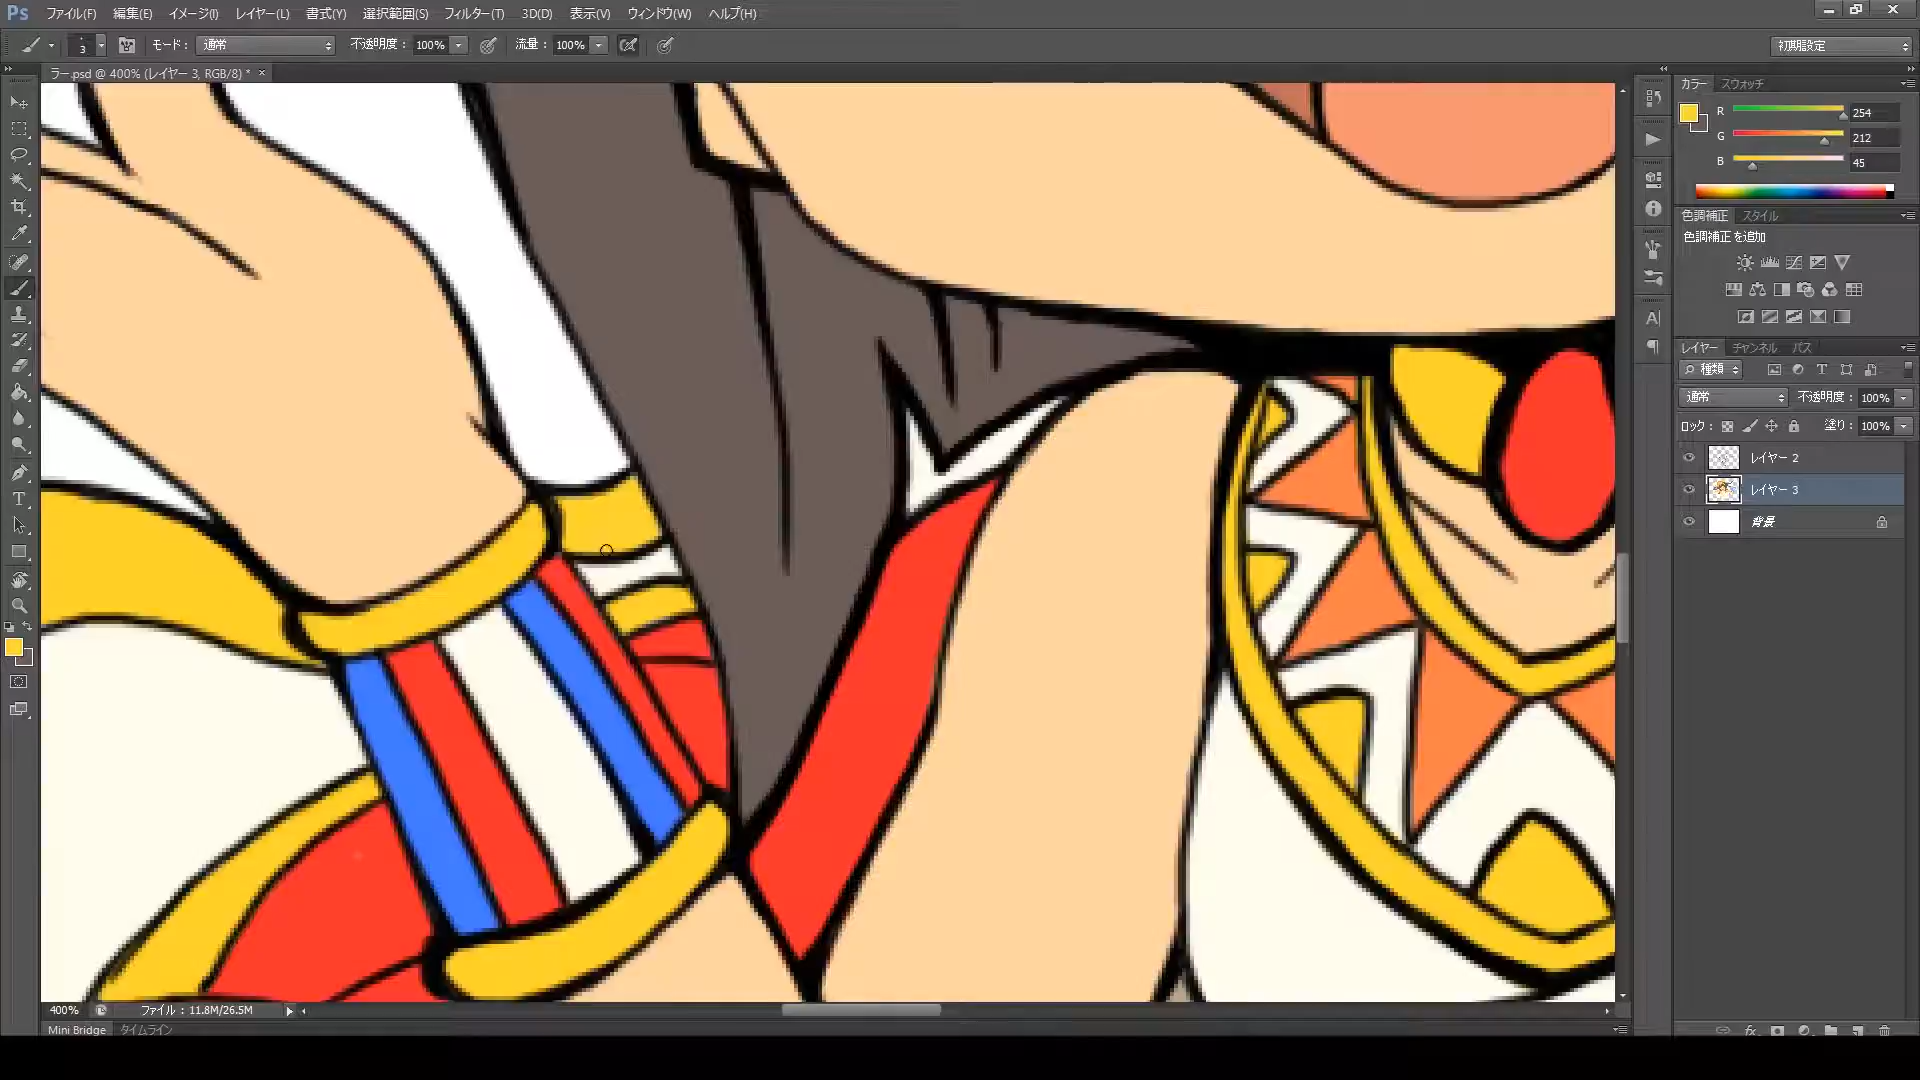 Ps ファイル(F) 編集(E) イメージ(I) レイヤー(L) 書式(Y) 選択範囲(S) フィルター(T) 3D(D) 表示(V) ウィンドウ(W) ヘルプ(H)
3 モード： 通常 不透明度： 100% 流量： 100% 初期設定
ラー.psd @ 400% (レイヤー 3, RGB/8) * ×
カラー スウォッチ
R 254
G 212
B 45
色調補正 スタイル
色調補正を追加
レイヤー チャンネル パス
種類
通常 不透明度： 100%
ロック： 塗り： 100%
レイヤー 2
レイヤー 3
背景
400% ファイル：11.8M/26.5M
Mini Bridge タイムライン